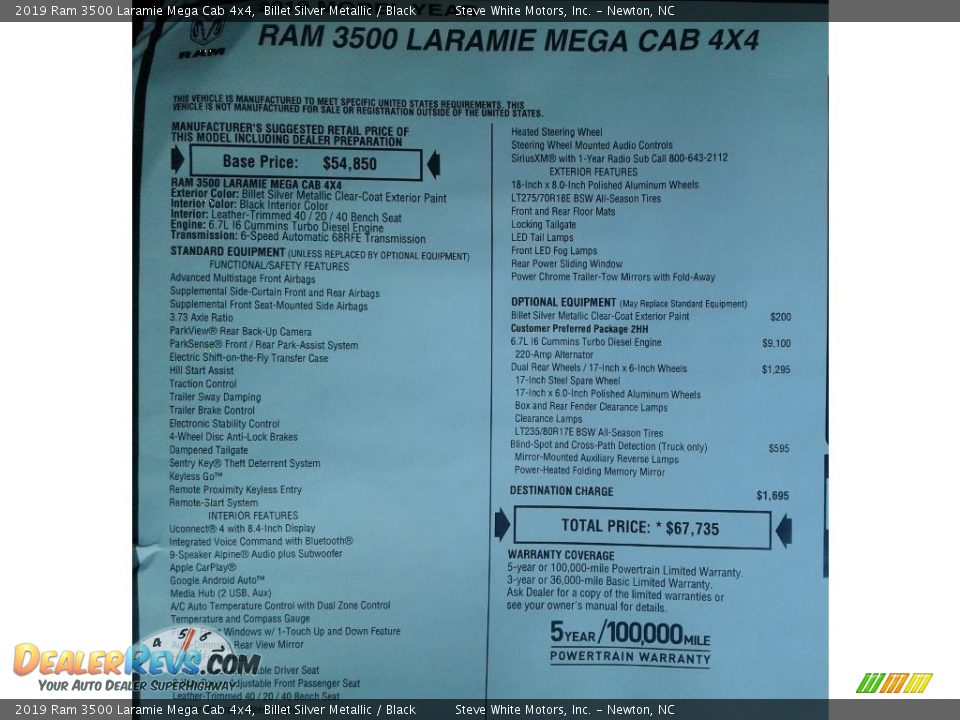 2019 Ram 3500 Laramie Mega Cab 4x4, Billet Silver Metallic / Black Steve White Motors, Inc. - Newton, NC
RAM
RAM 3500 LARAMIE MEGA CAB 4X4
THIS VEHICLE IS MANUFACTURED TO MEET SPECIFIC UNITED STATES REQUIREMENTS. THIS
VEHICLE IS NOT MANUFACTURED FOR SALE OR REGISTRATION OUTSIDE OF THE UNITED STATES.
MANUFACTURER'S SUGGESTED RETAIL PRICE OF
THIS MODEL INCLUDING DEALER PREPARATION
Base Price: $54,850
RAM 3500 LARAMIE MEGA CAB 4X4
Exterior Color: Billet Silver Metallic Clear-Coat Exterior Paint
Interior Color: Black Interior Color
Interior: Leather-Trimmed 40 / 20 / 40 Bench Seat
Engine: 6.7L I6 Cummins Turbo Diesel Engine
Transmission: 6-Speed Automatic 68RFE Transmission
STANDARD EQUIPMENT (UNLESS REPLACED BY OPTIONAL EQUIPMENT)
FUNCTIONAL/SAFETY FEATURES
Advanced Multistage Front Airbags
Supplemental Side-Curtain Front and Rear Airbags
Supplemental Front Seat-Mounted Side Airbags
3.73 Axle Ratio
ParkView® Rear Back-Up Camera
ParkSense® Front / Rear Park-Assist System
Electric Shift-on-the-Fly Transfer Case
Hill Start Assist
Traction Control
Trailer Sway Damping
Trailer Brake Control
Electronic Stability Control
4-Wheel Disc Anti-Lock Brakes
Dampened Tailgate
Sentry Key® Theft Deterrent System
Keyless Go™
Remote Proximity Keyless Entry
Remote-Start System
INTERIOR FEATURES
Uconnect® 4 with 8.4-Inch Display
Integrated Voice Command with Bluetooth®
9-Speaker Alpine® Audio plus Subwoofer
Apple CarPlay®
Google Android Auto™
Media Hub (2 USB, Aux)
A/C Auto Temperature Control with Dual Zone Control
Temperature and Compass Gauge
Windows w/ 1-Touch Up and Down Feature
Rear View Mirror
Driver Seat
Adjustable Front Passenger Seat
Leather-Trimmed 40 / 20 / 40 Bench Seat
Heated Steering Wheel
Steering Wheel Mounted Audio Controls
SiriusXM® with 1-Year Radio Sub Call 800-643-2112
EXTERIOR FEATURES
18-Inch x 8.0-Inch Polished Aluminum Wheels
LT275/70R18E BSW All-Season Tires
Front and Rear Floor Mats
Locking Tailgate
LED Tail Lamps
Front LED Fog Lamps
Rear Power Sliding Window
Power Chrome Trailer-Tow Mirrors with Fold-Away
OPTIONAL EQUIPMENT (May Replace Standard Equipment)
Billet Silver Metallic Clear-Coat Exterior Paint $200
Customer Preferred Package 2HH
6.7L I6 Cummins Turbo Diesel Engine $9,100
220-Amp Alternator
Dual Rear Wheels / 17-Inch x 6-Inch Wheels $1,295
17-Inch Steel Spare Wheel
17-Inch x 6.0-Inch Polished Aluminum Wheels
Box and Rear Fender Clearance Lamps
Clearance Lamps
LT235/80R17E BSW All-Season Tires
Blind-Spot and Cross-Path Detection (Truck only) $595
Mirror-Mounted Auxiliary Reverse Lamps
Power-Heated Folding Memory Mirror
DESTINATION CHARGE $1,695
TOTAL PRICE: * $67,735
WARRANTY COVERAGE
5-year or 100,000-mile Powertrain Limited Warranty.
3-year or 36,000-mile Basic Limited Warranty.
Ask Dealer for a copy of the limited warranties or
see your owner's manual for details.
5 YEAR/100,000 MILE
POWERTRAIN WARRANTY
4 5 6
DealerRevs.com
Your Auto Dealer SuperHighway
2019 Ram 3500 Laramie Mega Cab 4x4, Billet Silver Metallic / Black Steve White Motors, Inc. - Newton, NC